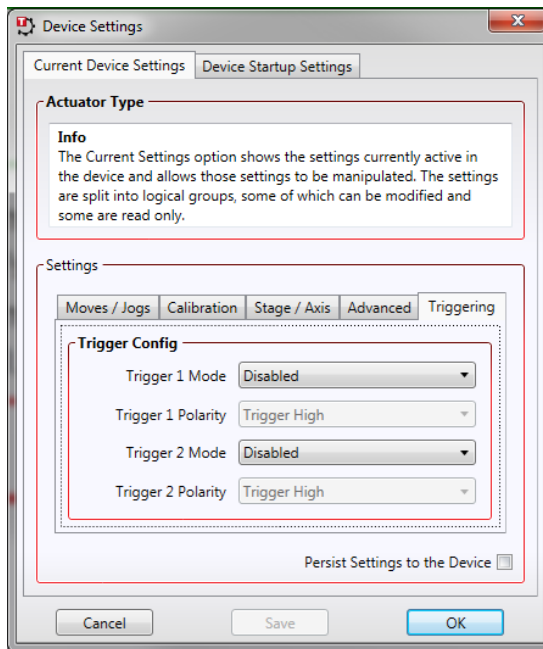 Device Settings
Current Device Settings
Device Startup Settings
Actuator Type
Info
The Current Settings option shows the settings currently active in
the device and allows those settings to be manipulated. The settings
are split into logical groups, some of which can be modified and
some are read only.
Settings
Moves / Jogs
Calibration
Stage / Axis
Advanced
Triggering
Trigger Config
Trigger 1 Mode Disabled
Trigger 1 Polarity Trigger High
Trigger 2 Mode Disabled
Trigger 2 Polarity Trigger High
Persist Settings to the Device
Cancel
Save
OK